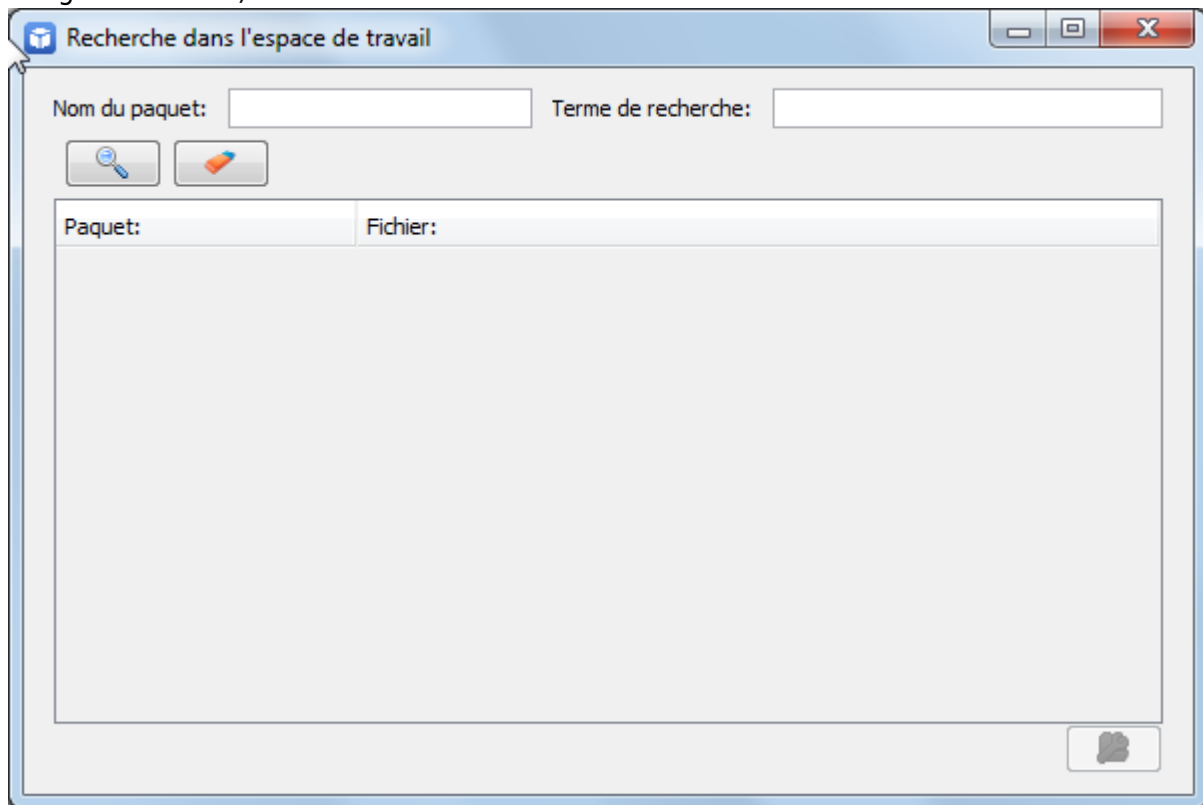 Recherche dans l'espace de travail
Nom du paquet: Terme de recherche:
Paquet: Fichier: